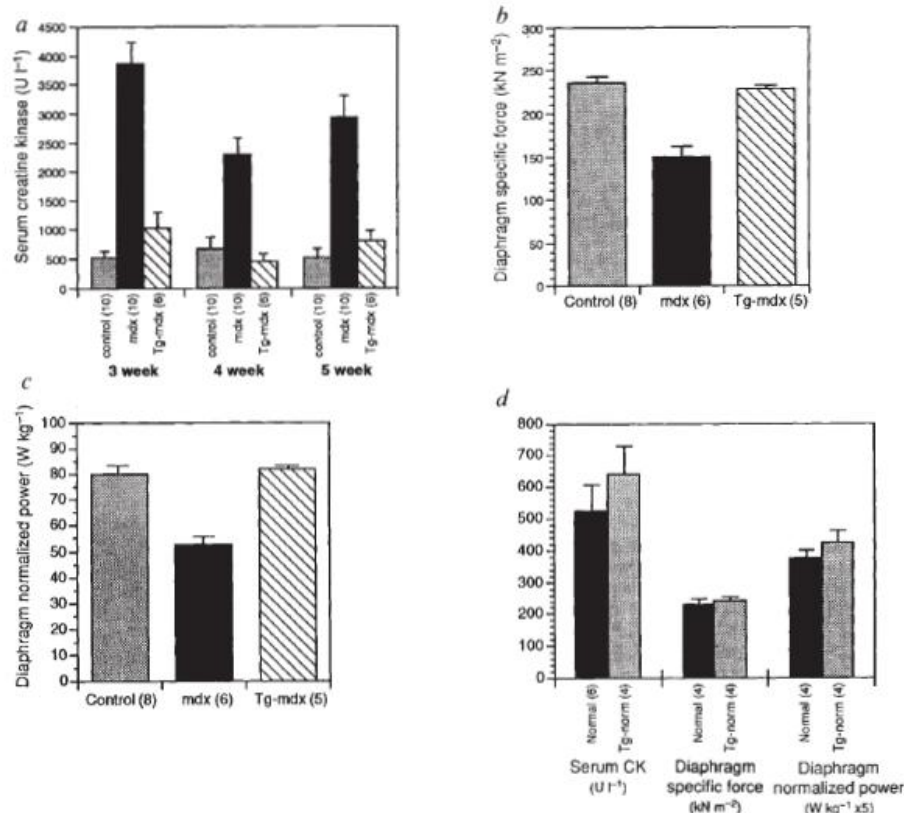 a
Serum creatine kinase (U l⁻¹)
4500
4000
3500
3000
2500
2000
1500
1000
500
0
control (10)
mdx (10)
Tg-mdx (6)
control (10)
mdx (10)
Tg-mdx (6)
control (10)
mdx (10)
Tg-mdx (6)
3 week
4 week
5 week
b
Diaphragm specific force (kN m⁻²)
300
250
200
150
100
50
0
Control (8)
mdx (6)
Tg-mdx (5)
c
Diaphragm normalized power (W kg⁻¹)
100
90
80
70
60
50
40
30
20
10
0
Control (8)
mdx (6)
Tg-mdx (5)
d
800
700
600
500
400
300
200
100
0
Normal (6)
Tg-norm (4)
Normal (4)
Tg-norm (4)
Normal (4)
Tg-norm (4)
Serum CK
(U l⁻¹)
Diaphragm
specific force
(kN m⁻²)
Diaphragm
normalized power
(W kg⁻¹ x5)